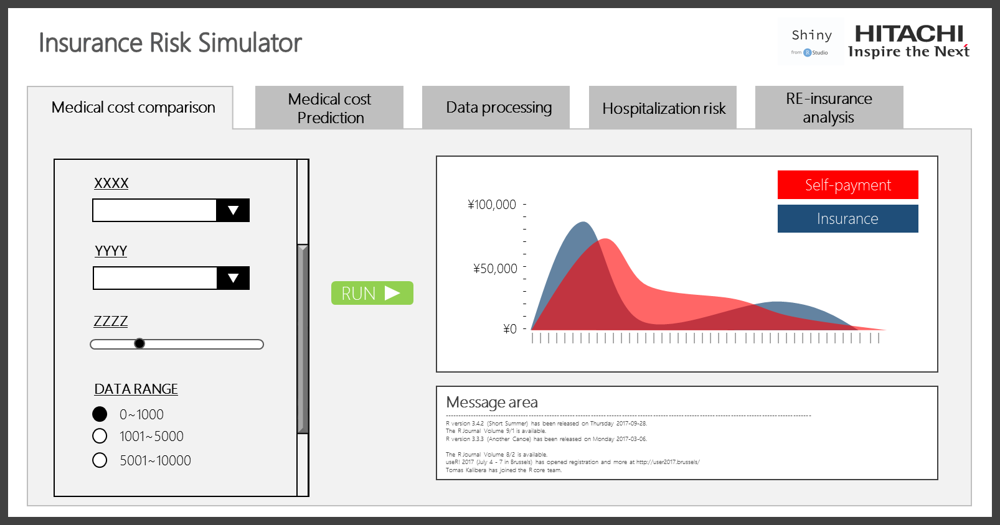 Insurance Risk Simulator
Shiny
from R Studio
HITACHI
Inspire the Next
Medical cost comparison
Medical cost
Prediction
Data processing
Hospitalization risk
RE-insurance
analysis
XXXX
YYYY
ZZZZ
DATA RANGE
0~1000
1001~5000
5001~10000
RUN
Self-payment
Insurance
¥100,000
¥50,000
¥0
Message area
R version 3.4.2 (Short Summer) has been released on Thursday 2017-09-28.
The R Journal Volume 9/1 is available.
R version 3.3.3 (Another Canoe) has been released on Monday 2017-03-06.
The R Journal Volume 8/2 is available.
useR! 2017 (July 4 - 7 in Brussels) has opened registration and more at http://user2017.brussels/
Tomas Kalibera has joined the R core team.